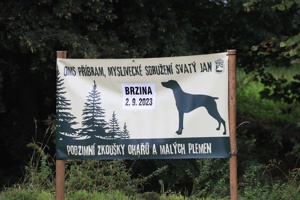 OMS PŘÍBRAM, MYSLIVECKÉ SDRUŽENÍ SVATÝ JAN
BRZINA
2. 9. 2023
PODZIMNÍ ZKOUŠKY OHAŘŮ A MALÝCH PLEMEN